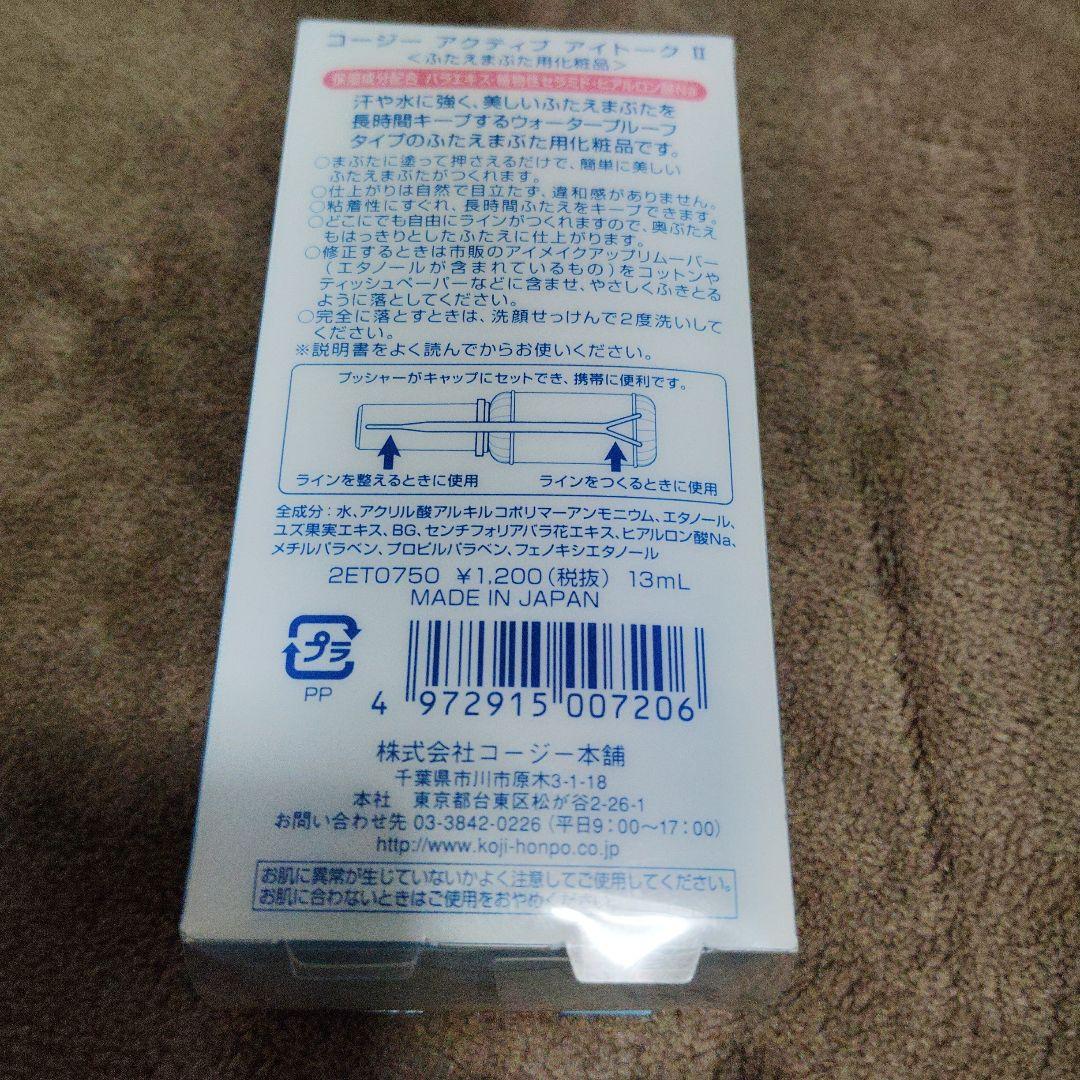 コージー アクティブ アイトーク II
<ふたえまぶた用化粧品>
保湿成分配合 バラエキス・植物性セラミド・ヒアルロン酸Na
汗や水に強く、美しいふたえまぶたを
長時間キープするウォータープルーフ
タイプのふたえまぶた用化粧品です。
○まぶたに塗って押さえるだけで、簡単に美しい
ふたえまぶたがつくれます。
○仕上がりは自然で目立たず、違和感がありません。
○粘着性にすぐれ、長時間ふたえをキープできます。
○どこにでも自由にラインがつくれますので、奥ぶたえ
もはっきりとしたふたえに仕上がります。
○修正するときは市販のアイメイクアップリムーバー
(エタノールが含まれているもの)をコットンや
ティッシュペーパーなどに含ませ、やさしくふきとる
ように落としてください。
○完全に落とすときは、洗顔せっけんで2度洗いして
ください。
※説明書をよく読んでからお使いください。
プッシャーがキャップにセットでき、携帯に便利です。
ラインを整えるときに使用 ラインをつくるときに使用
全成分:水、アクリル酸アルキルコポリマーアンモニウム、エタノール、
ユズ果実エキス、BG、センチフォリアバラ花エキス、ヒアルロン酸Na、
メチルパラベン、プロピルパラベン、フェノキシエタノール
2ET0750 ¥1,200(税抜) 13mL
MADE IN JAPAN
プラ
PP
4 972915 007206
株式会社コージー本舗
千葉県市川市原木3-1-18
本社 東京都台東区松が谷2-26-1
お問い合わせ先 03-3842-0226(平日9:00〜17:00)
http://www.koji-honpo.co.jp
お肌に異常が生じていないかよく注意してご使用してください。
お肌に合わないときはご使用をおやめください。